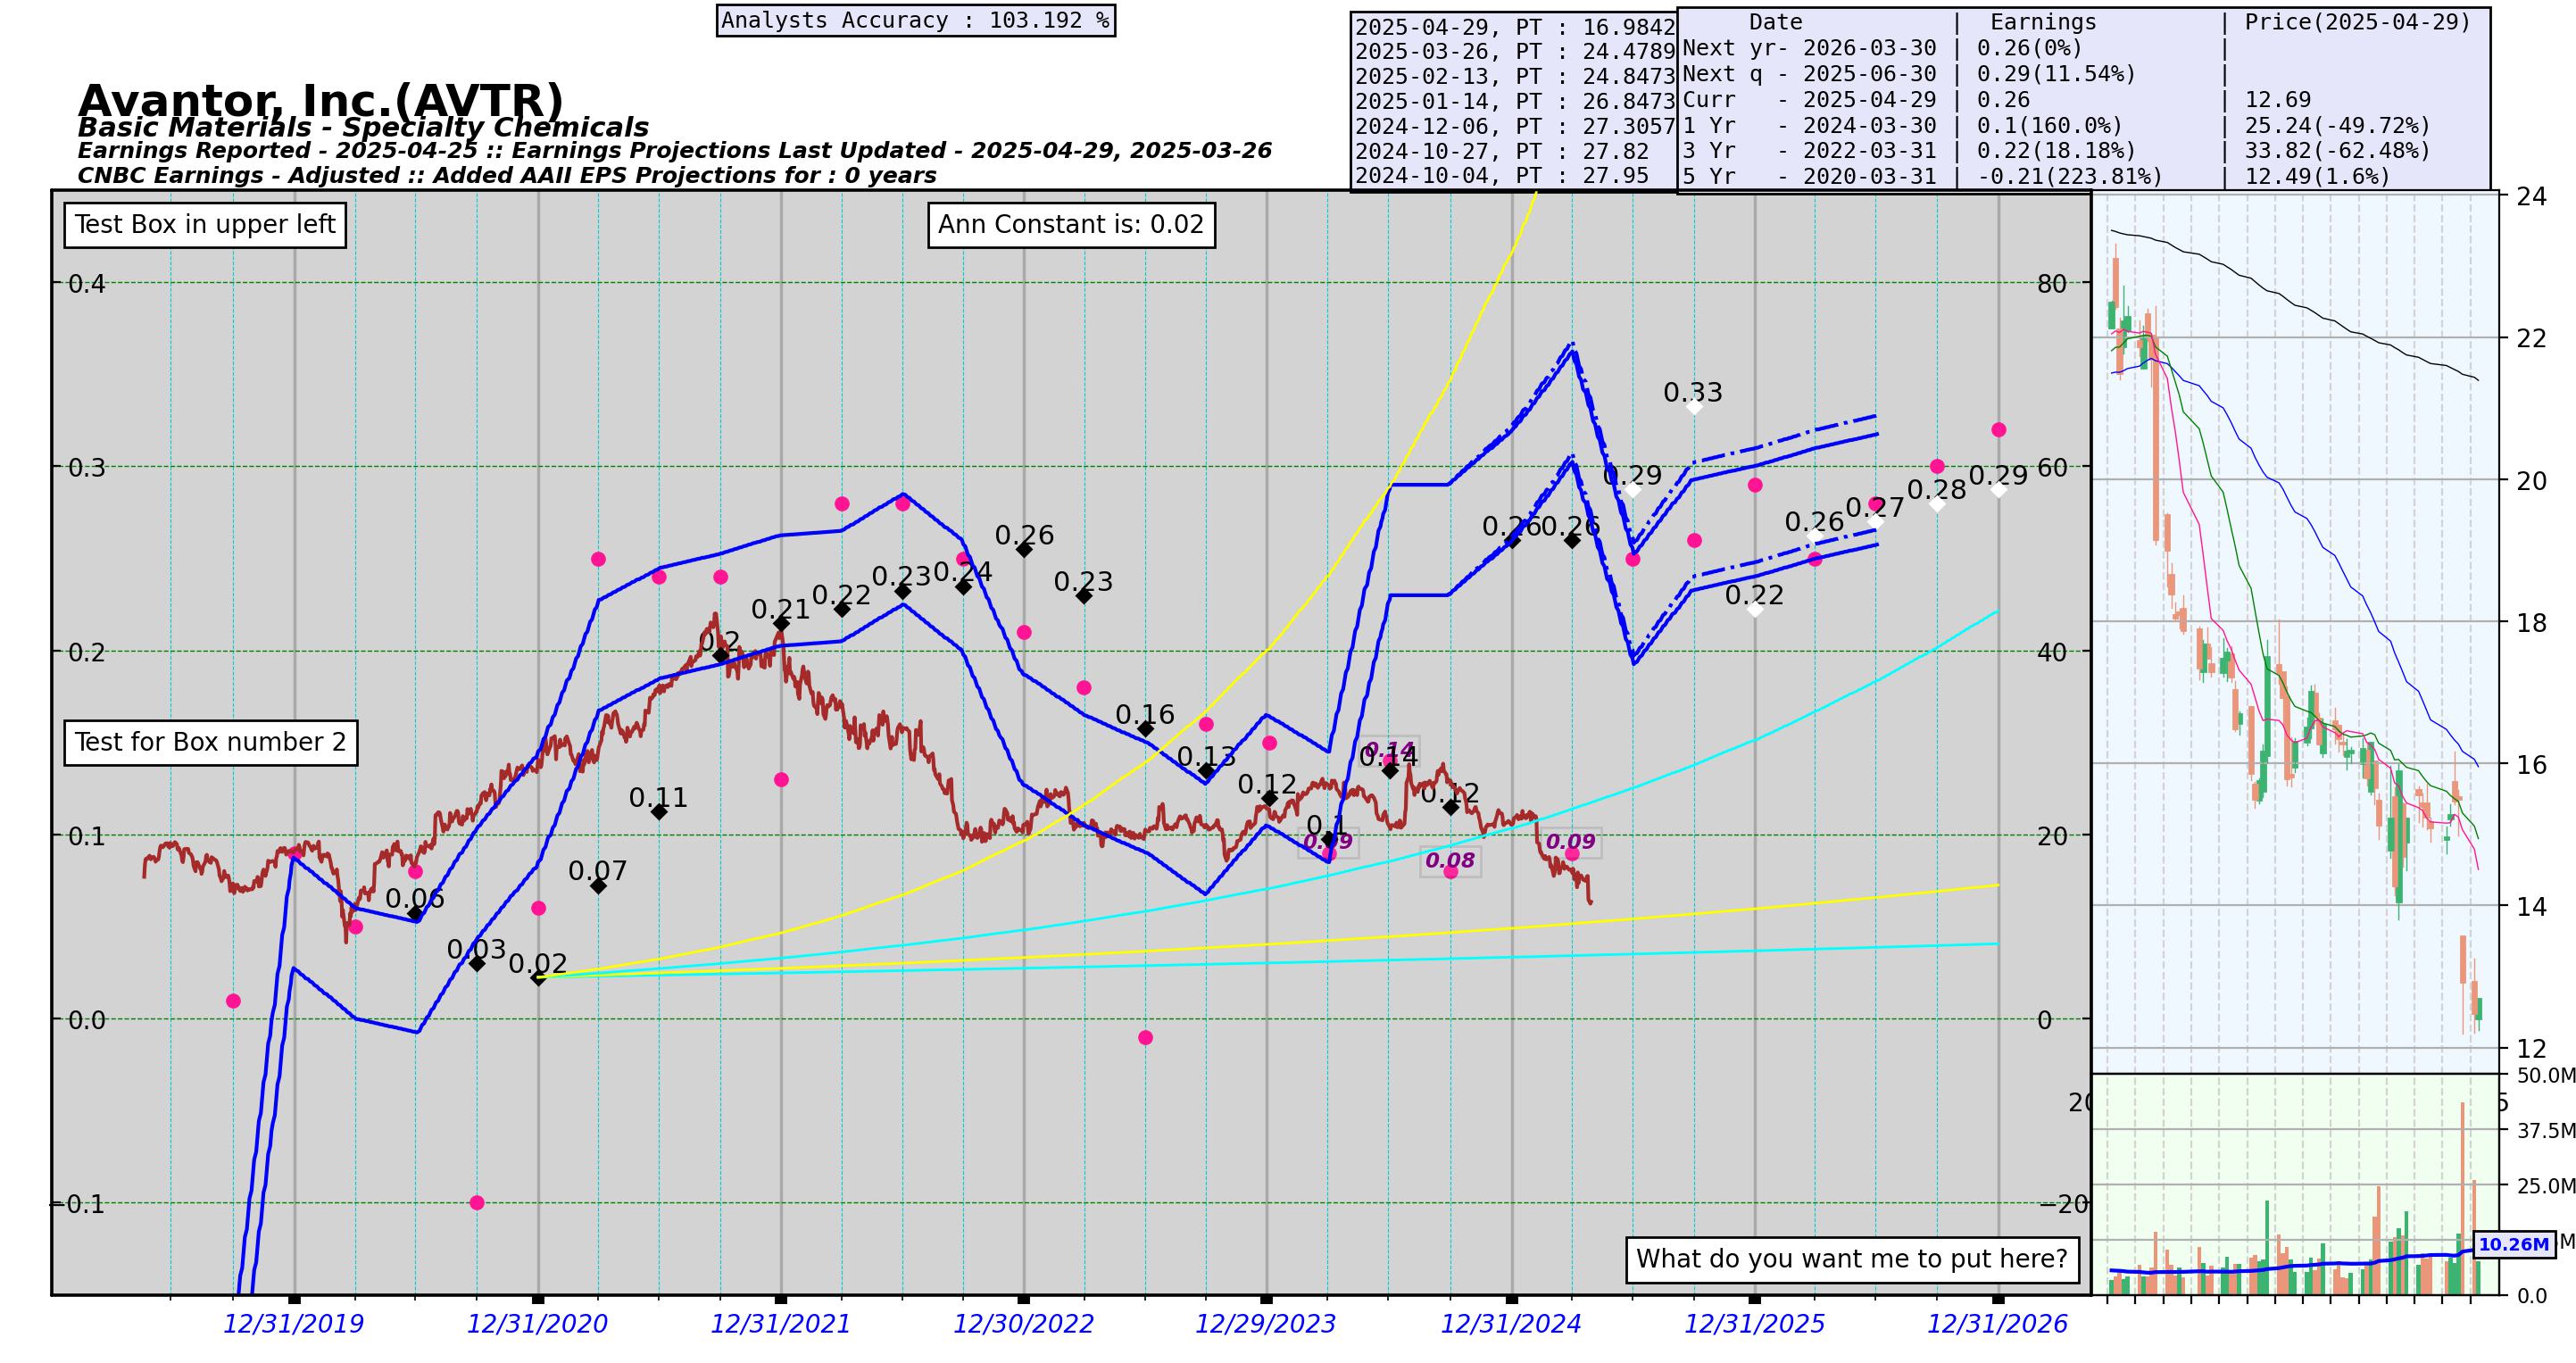 Analysts Accuracy : 103.192 %
2025-04-29, PT : 16.9842
2025-03-26, PT : 24.4789
2025-02-13, PT : 24.8473
2025-01-14, PT : 26.8473
2024-12-06, PT : 27.3057
2024-10-27, PT : 27.82
2024-10-04, PT : 27.95
Date | Earnings | Price(2025-04-29)
Next yr- 2026-03-30 | 0.26(0%) |
Next q - 2025-06-30 | 0.29(11.54%) |
Curr - 2025-04-29 | 0.26 | 12.69
1 Yr - 2024-03-30 | 0.1(160.0%) | 25.24(-49.72%)
3 Yr - 2022-03-31 | 0.22(18.18%) | 33.82(-62.48%)
5 Yr - 2020-03-31 | -0.21(223.81%) | 12.49(1.6%)
Avantor, Inc.(AVTR)
Basic Materials - Specialty Chemicals
Earnings Reported - 2025-04-25 :: Earnings Projections Last Updated - 2025-04-29, 2025-03-26
CNBC Earnings - Adjusted :: Added AAII EPS Projections for : 0 years
Test Box in upper left
Ann Constant is: 0.02
Test for Box number 2
What do you want me to put here?
0.4
0.3
0.2
0.1
0.0
−0.1
80
60
40
20
0
−20
0.06
0.03
0.02
0.07
0.11
0.2
0.21
0.22
0.23
0.24
0.26
0.23
0.16
0.13
0.12
0.1
0.09
0.14
0.14
0.12
0.08
0.26
0.26
0.09
0.29
0.33
0.22
0.26
0.27
0.28
0.29
12/31/2019
12/31/2020
12/31/2021
12/30/2022
12/29/2023
12/31/2024
12/31/2025
12/31/2026
24
22
20
18
16
14
12
50.0M
37.5M
25.0M
10.26M
0.0